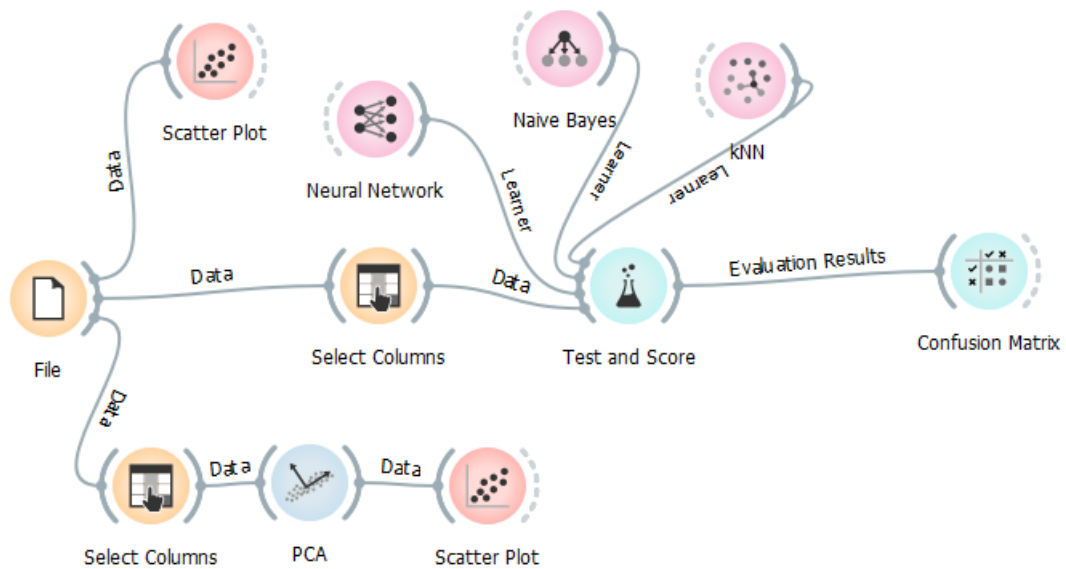 Scatter Plot
Naive Bayes
kNN
Neural Network
Data
Learner
Learner
Learner
Data
Data
Evaluation Results
File
Select Columns
Test and Score
Confusion Matrix
Data
Data
Data
Select Columns
PCA
Scatter Plot